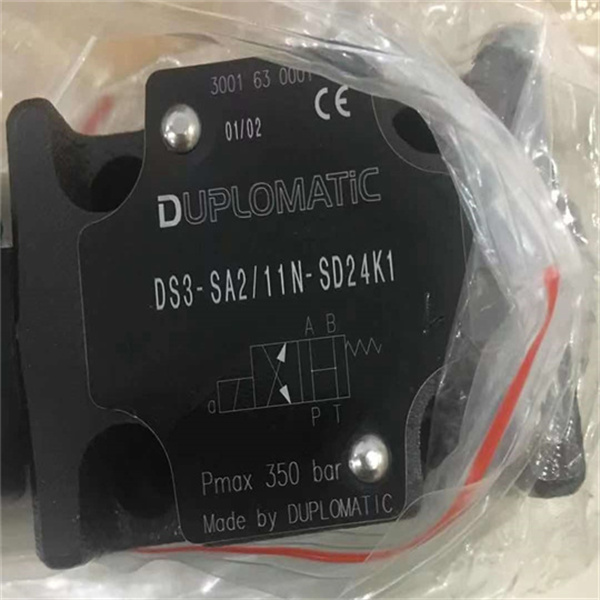 3001 63 0001
CE
01/02
DUPLOMATIC
DS3-SA2/11N-SD24K1
A B
a
P T
Pmax 350 bar
Made by DUPLOMATIC